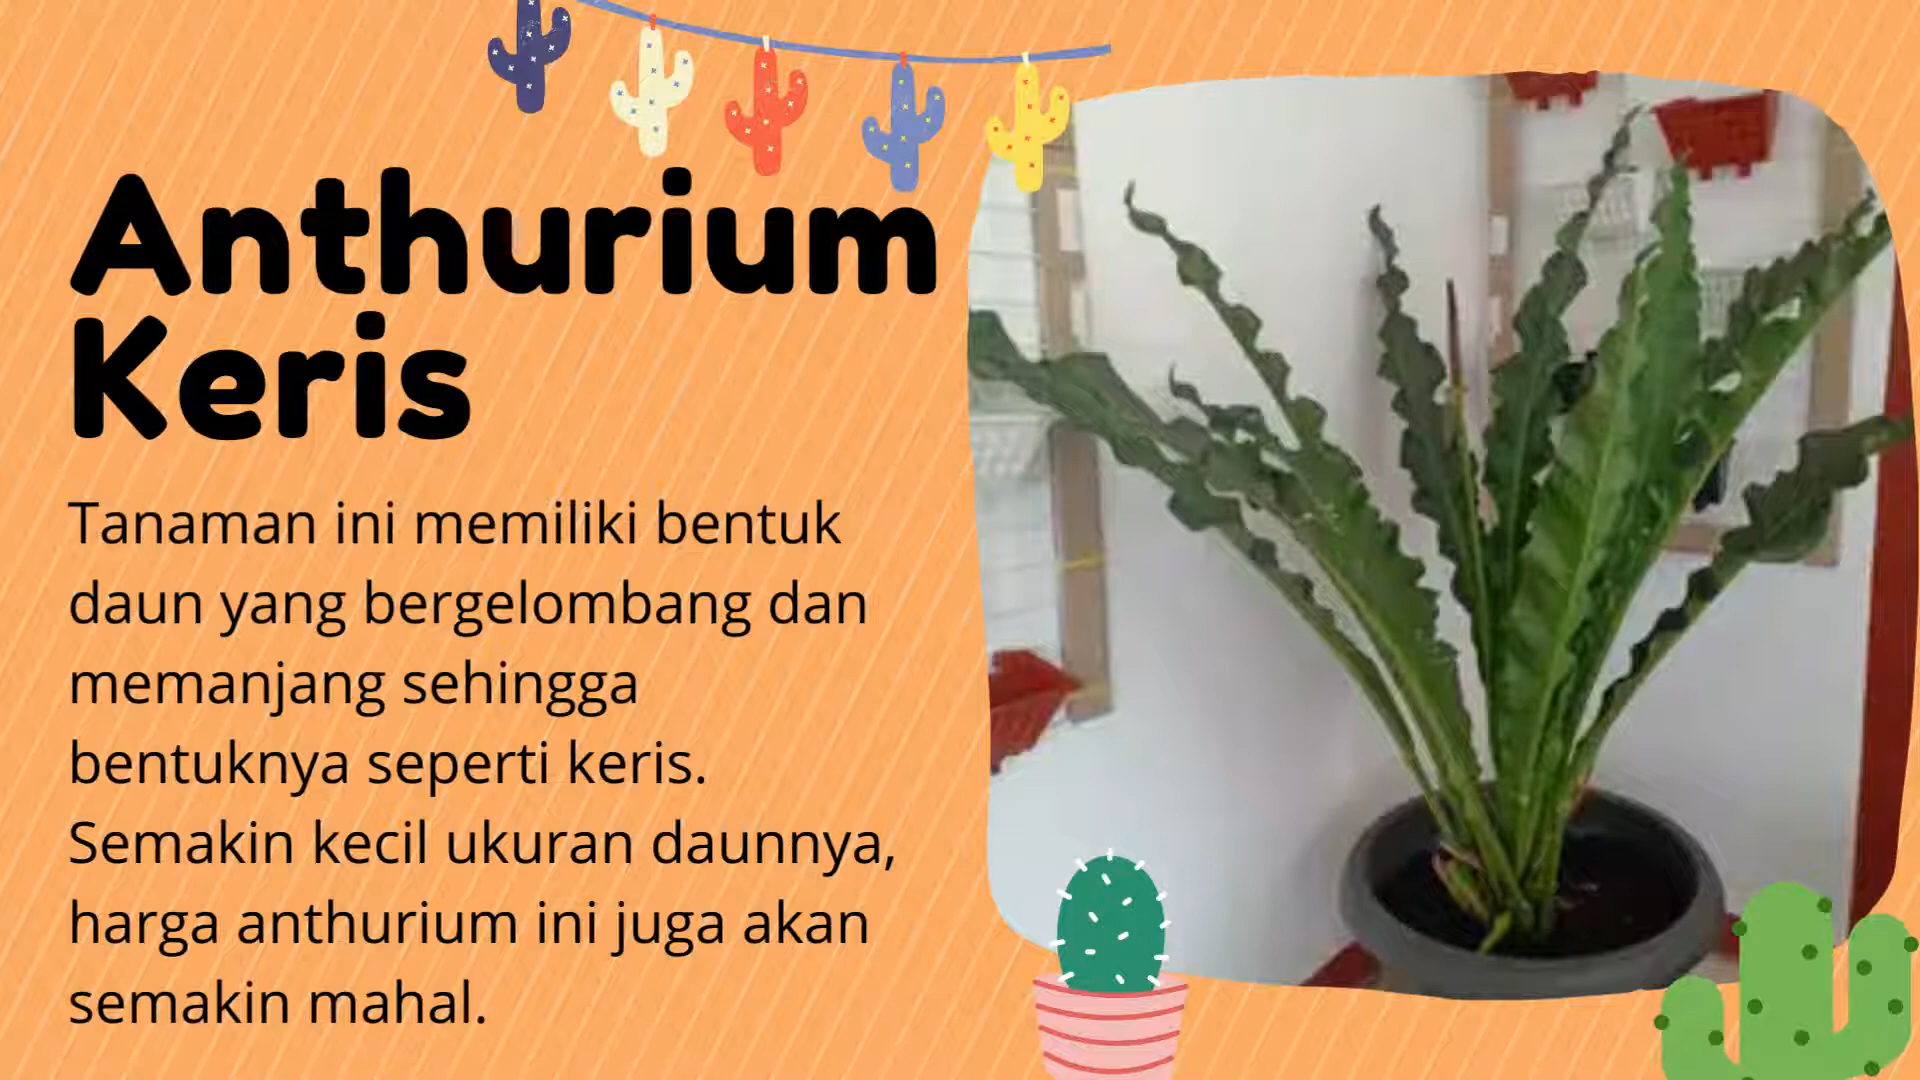 Anthurium
Keris
Tanaman ini memiliki bentuk
daun yang bergelombang dan
memanjang sehingga
bentuknya seperti keris.
Semakin kecil ukuran daunnya,
harga anthurium ini juga akan
semakin mahal.